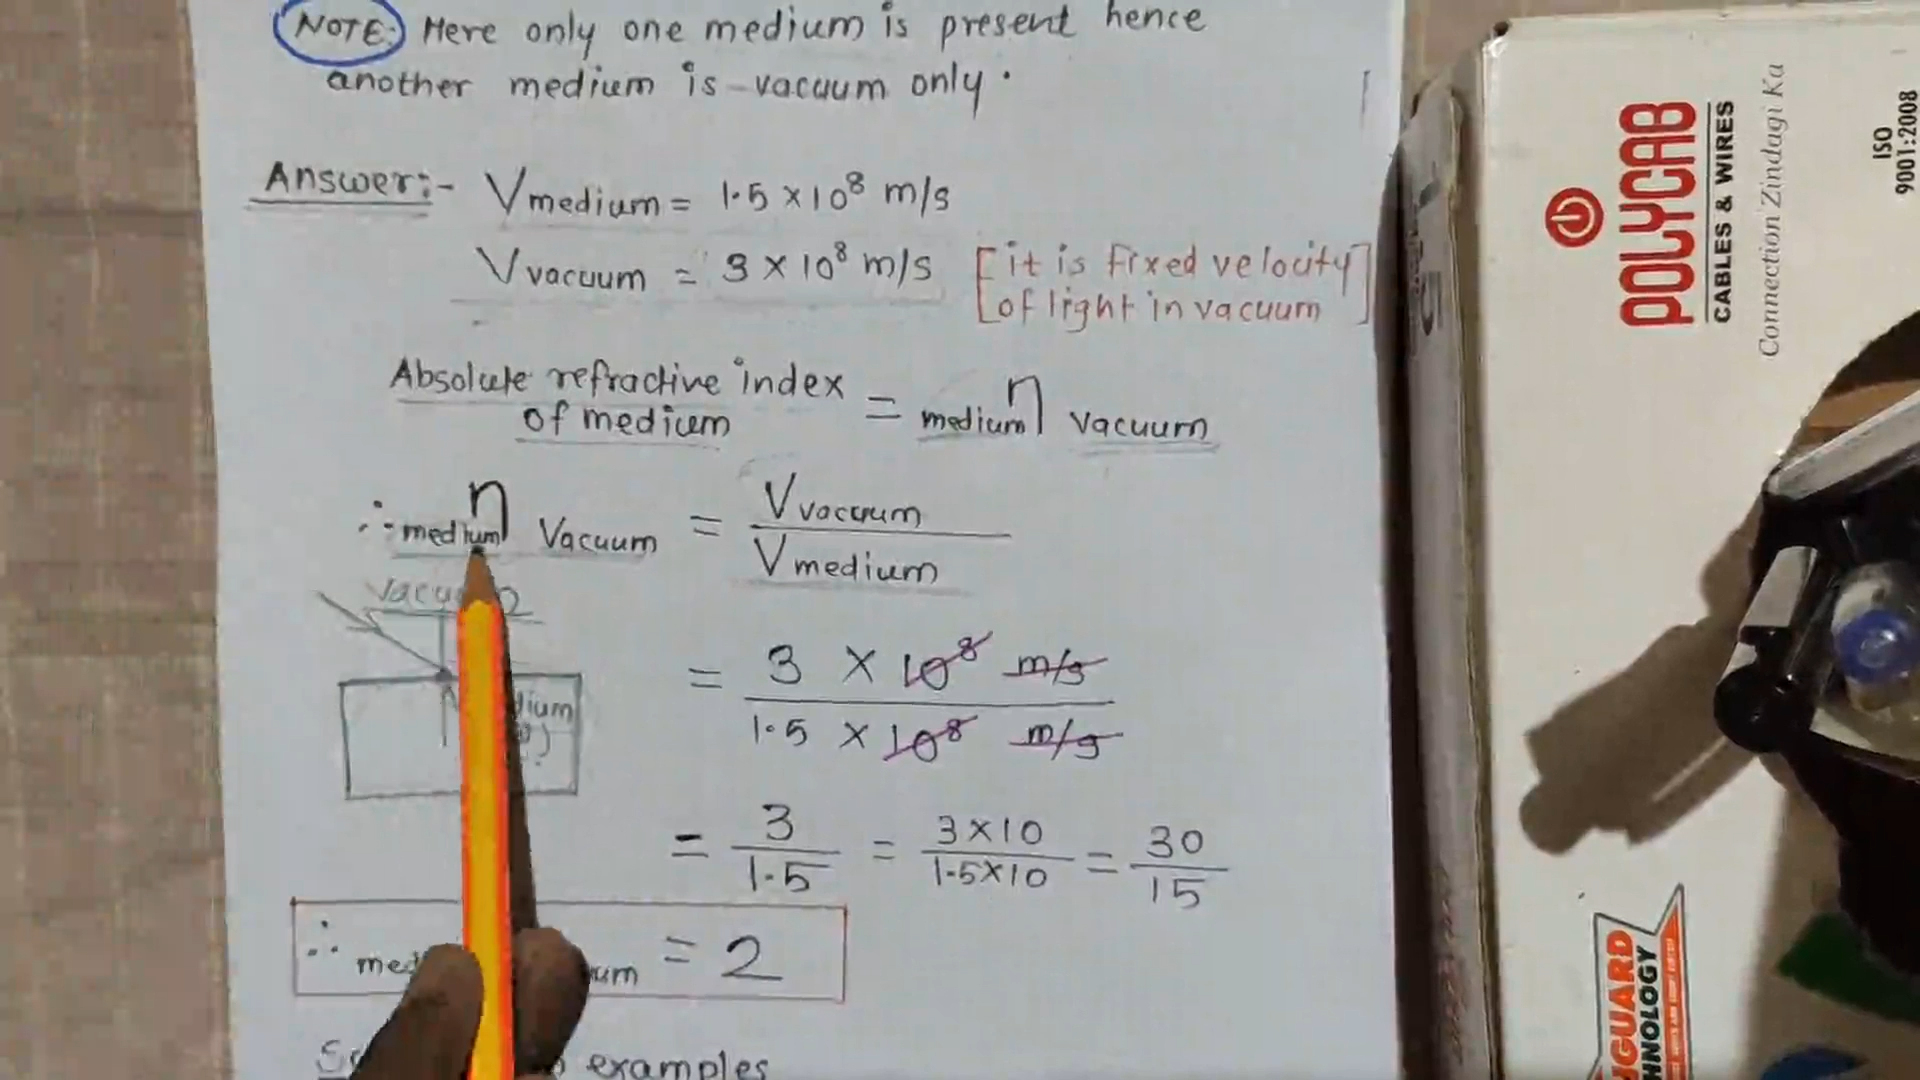 NOTE: Here only one medium is present hence
another medium is vacuum only.
Answer:- Vmedium = 1.5 × 10⁸ m/s
Vvacuum = 3 × 10⁸ m/s [it is fixed velocity
of light in vacuum]
Absolute refractive index
of medium = medium η vacuum
∴ medium η Vacuum = Vvacuum
Vmedium
= 3 × 10⁸ m/s
1.5 × 10⁸ m/s
= 3/1.5 = 3×10/1.5×10 = 30/15
∴ = 2
examples
POLYCAB
CABLES & WIRES
Connection Zindagi Ka
ISO
9001:2008